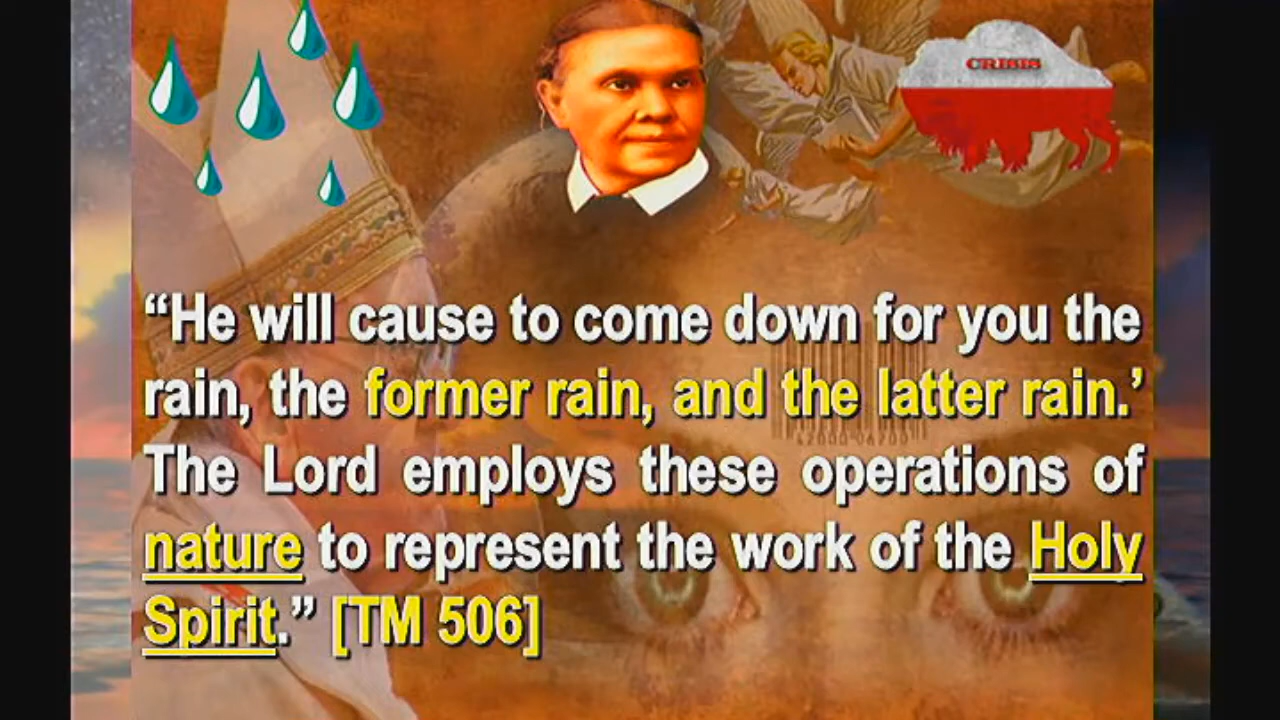 CRISIS
“He will cause to come down for you the
rain, the former rain, and the latter rain.’
The Lord employs these operations of
nature to represent the work of the Holy
Spirit.” [TM 506]